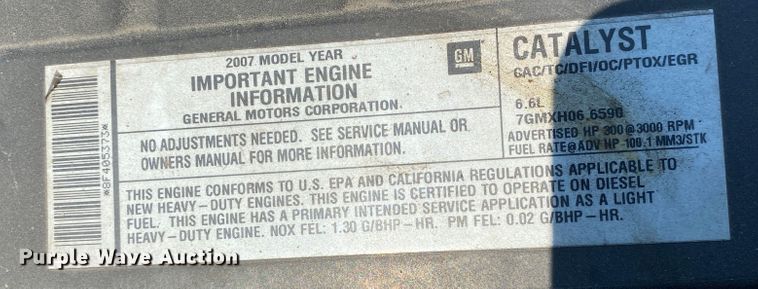 *8F405373*
2007 MODEL YEAR
IMPORTANT ENGINE
INFORMATION
GENERAL MOTORS CORPORATION
GM
NO ADJUSTMENTS NEEDED. SEE SERVICE MANUAL OR
OWNERS MANUAL FOR MORE INFORMATION.
CATALYST
CAC/TC/DFI/OC/PTOX/EGR
6.6L
7GMXH06.6590
ADVERTISED HP 300@3000 RPM
FUEL RATE@ADV HP 100.1 MM3/STK
THIS ENGINE CONFORMS TO U.S. EPA AND CALIFORNIA REGULATIONS APPLICABLE TO
NEW HEAVY-DUTY ENGINES. THIS ENGINE IS CERTIFIED TO OPERATE ON DIESEL
FUEL. THIS ENGINE HAS A PRIMARY INTENDED SERVICE APPLICATION AS A LIGHT
HEAVY-DUTY ENGINE. NOX FEL: 1.30 G/BHP-HR. PM FEL: 0.02 G/BHP-HR.
Purple Wave Auction